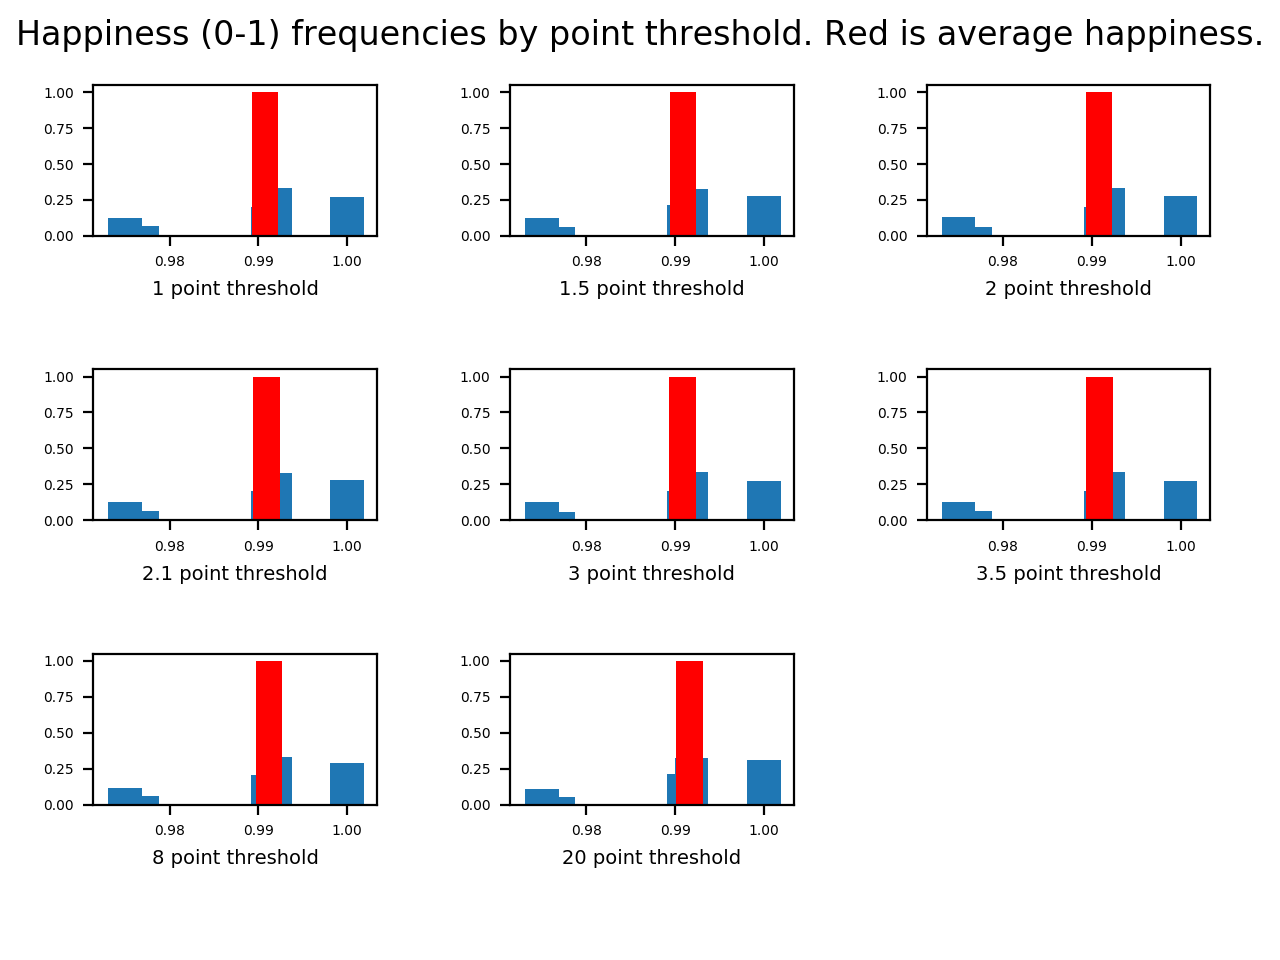 Happiness (0-1) frequencies by point threshold. Red is average happiness.
1.00 1.00 1.00
0.75 0.75 0.75
0.50 0.50 0.50
0.25 0.25 0.25
0.00 0.00 0.00
0.98 0.99 1.00 0.98 0.99 1.00 0.98 0.99 1.00
1 point threshold 1.5 point threshold 2 point threshold
1.00 1.00 1.00
0.75 0.75 0.75
0.50 0.50 0.50
0.25 0.25 0.25
0.00 0.00 0.00
0.98 0.99 1.00 0.98 0.99 1.00 0.98 0.99 1.00
2.1 point threshold 3 point threshold 3.5 point threshold
1.00 1.00
0.75 0.75
0.50 0.50
0.25 0.25
0.00 0.00
0.98 0.99 1.00 0.98 0.99 1.00
8 point threshold 20 point threshold